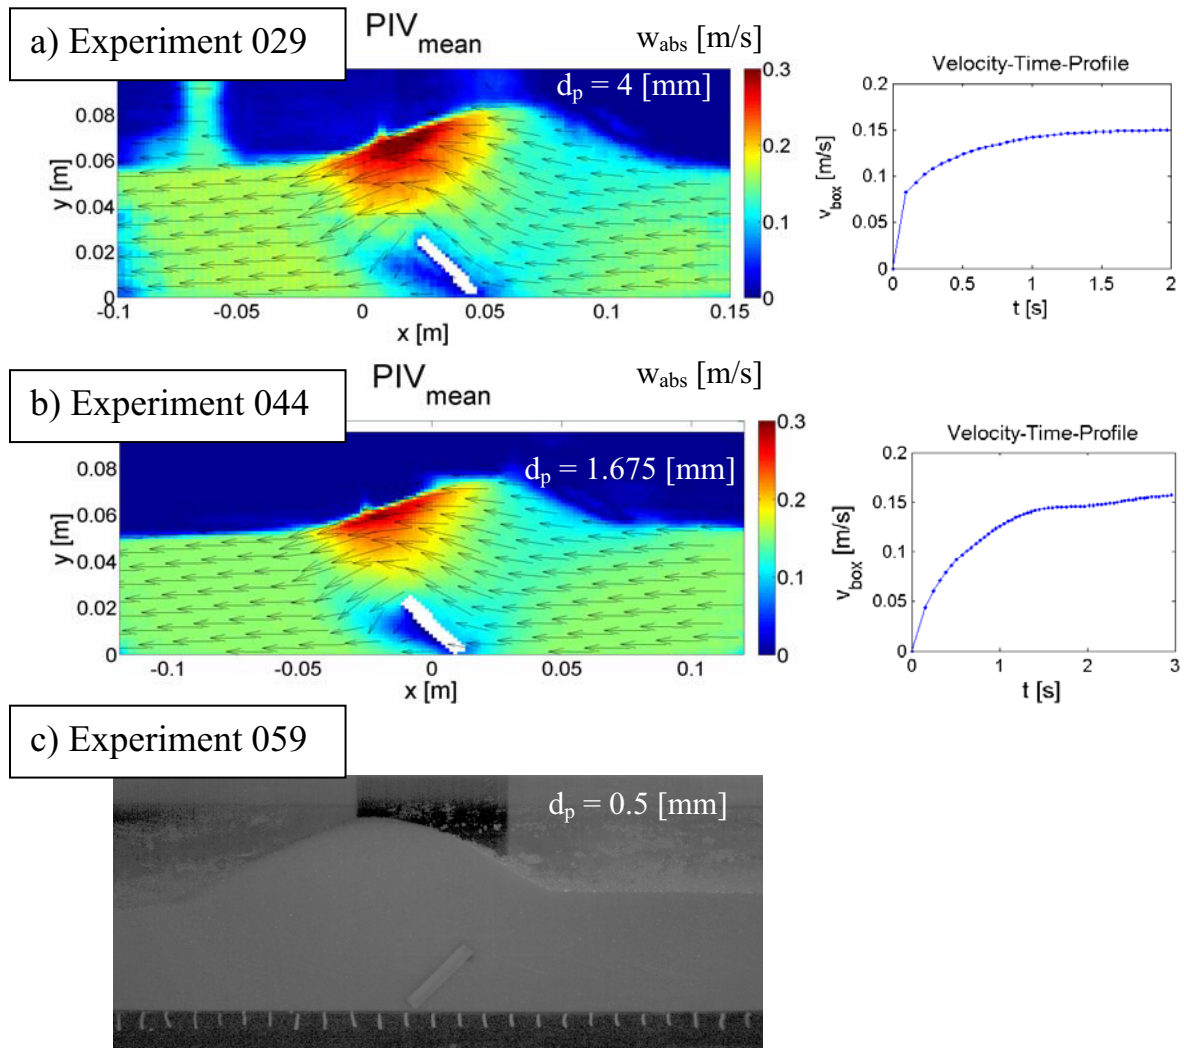 a) Experiment 029
PIVmean
wabs [m/s]
dp = 4 [mm]
y [m]
0.08
0.06
0.04
0.02
0
-0.1
-0.05
0
0.05
0.1
0.15
x [m]
0.3
0.2
0.1
0
Velocity-Time-Profile
vbox [m/s]
0.2
0.15
0.1
0.05
0
0
0.5
1
1.5
2
t [s]
b) Experiment 044
PIVmean
wabs [m/s]
dp = 1.675 [mm]
y [m]
0.08
0.06
0.04
0.02
0
-0.1
-0.05
0
0.05
0.1
x [m]
0.3
0.2
0.1
0
Velocity-Time-Profile
vbox [m/s]
0.2
0.15
0.1
0.05
0
0
1
2
3
t [s]
c) Experiment 059
dp = 0.5 [mm]